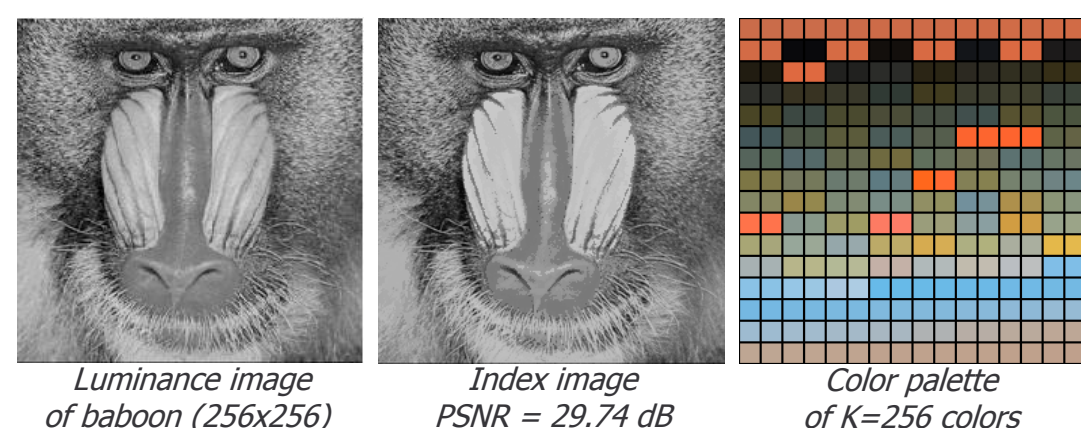 Luminance image
of baboon (256x256)
Index image
PSNR = 29.74 dB
Color palette
of K=256 colors